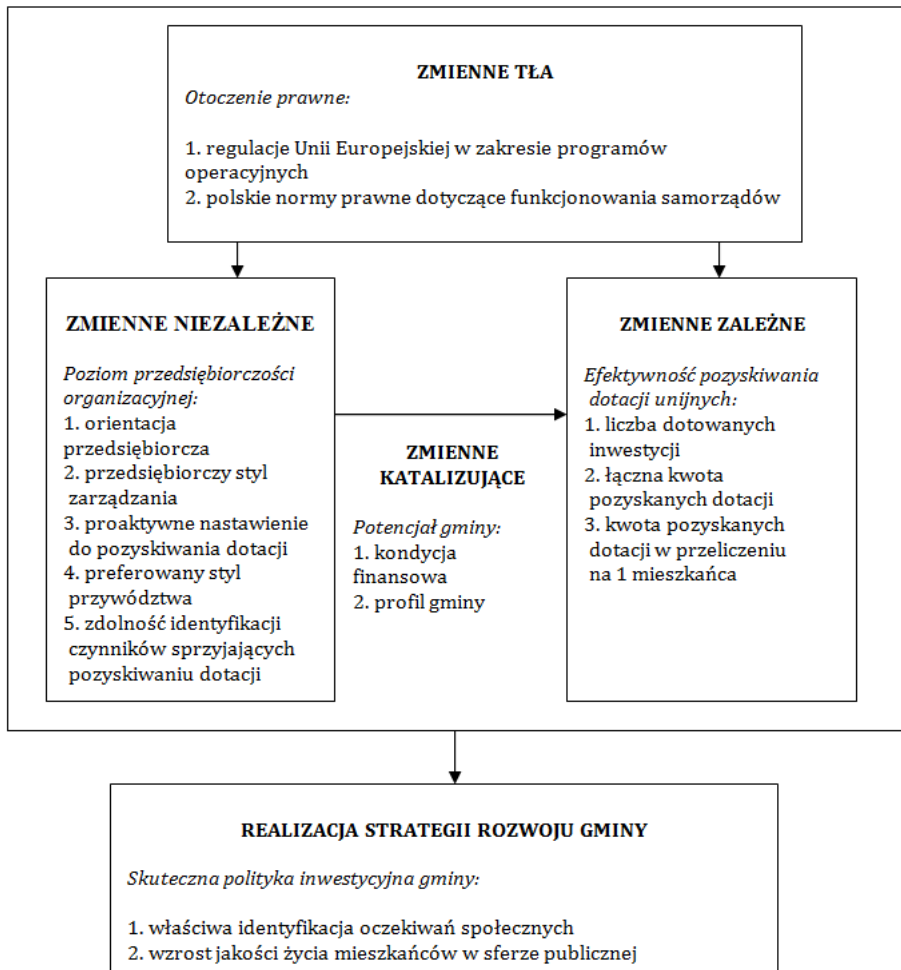 ZMIENNE TŁA
Otoczenie prawne:
1. regulacje Unii Europejskiej w zakresie programów
operacyjnych
2. polskie normy prawne dotyczące funkcjonowania samorządów
ZMIENNE NIEZALEŻNE
Poziom przedsiębiorczości
organizacyjnej:
1. orientacja
przedsiębiorcza
2. przedsiębiorczy styl
zarządzania
3. proaktywne nastawienie
do pozyskiwania dotacji
4. preferowany styl
przywództwa
5. zdolność identyfikacji
czynników sprzyjających
pozyskiwaniu dotacji
ZMIENNE
KATALIZUJĄCE
Potencjał gminy:
1. kondycja
finansowa
2. profil gminy
ZMIENNE ZALEŻNE
Efektywność pozyskiwania
dotacji unijnych:
1. liczba dotowanych
inwestycji
2. łączna kwota
pozyskanych dotacji
3. kwota pozyskanych
dotacji w przeliczeniu
na 1 mieszkańca
REALIZACJA STRATEGII ROZWOJU GMINY
Skuteczna polityka inwestycyjna gminy:
1. właściwa identyfikacja oczekiwań społecznych
2. wzrost jakości życia mieszkańców w sferze publicznej